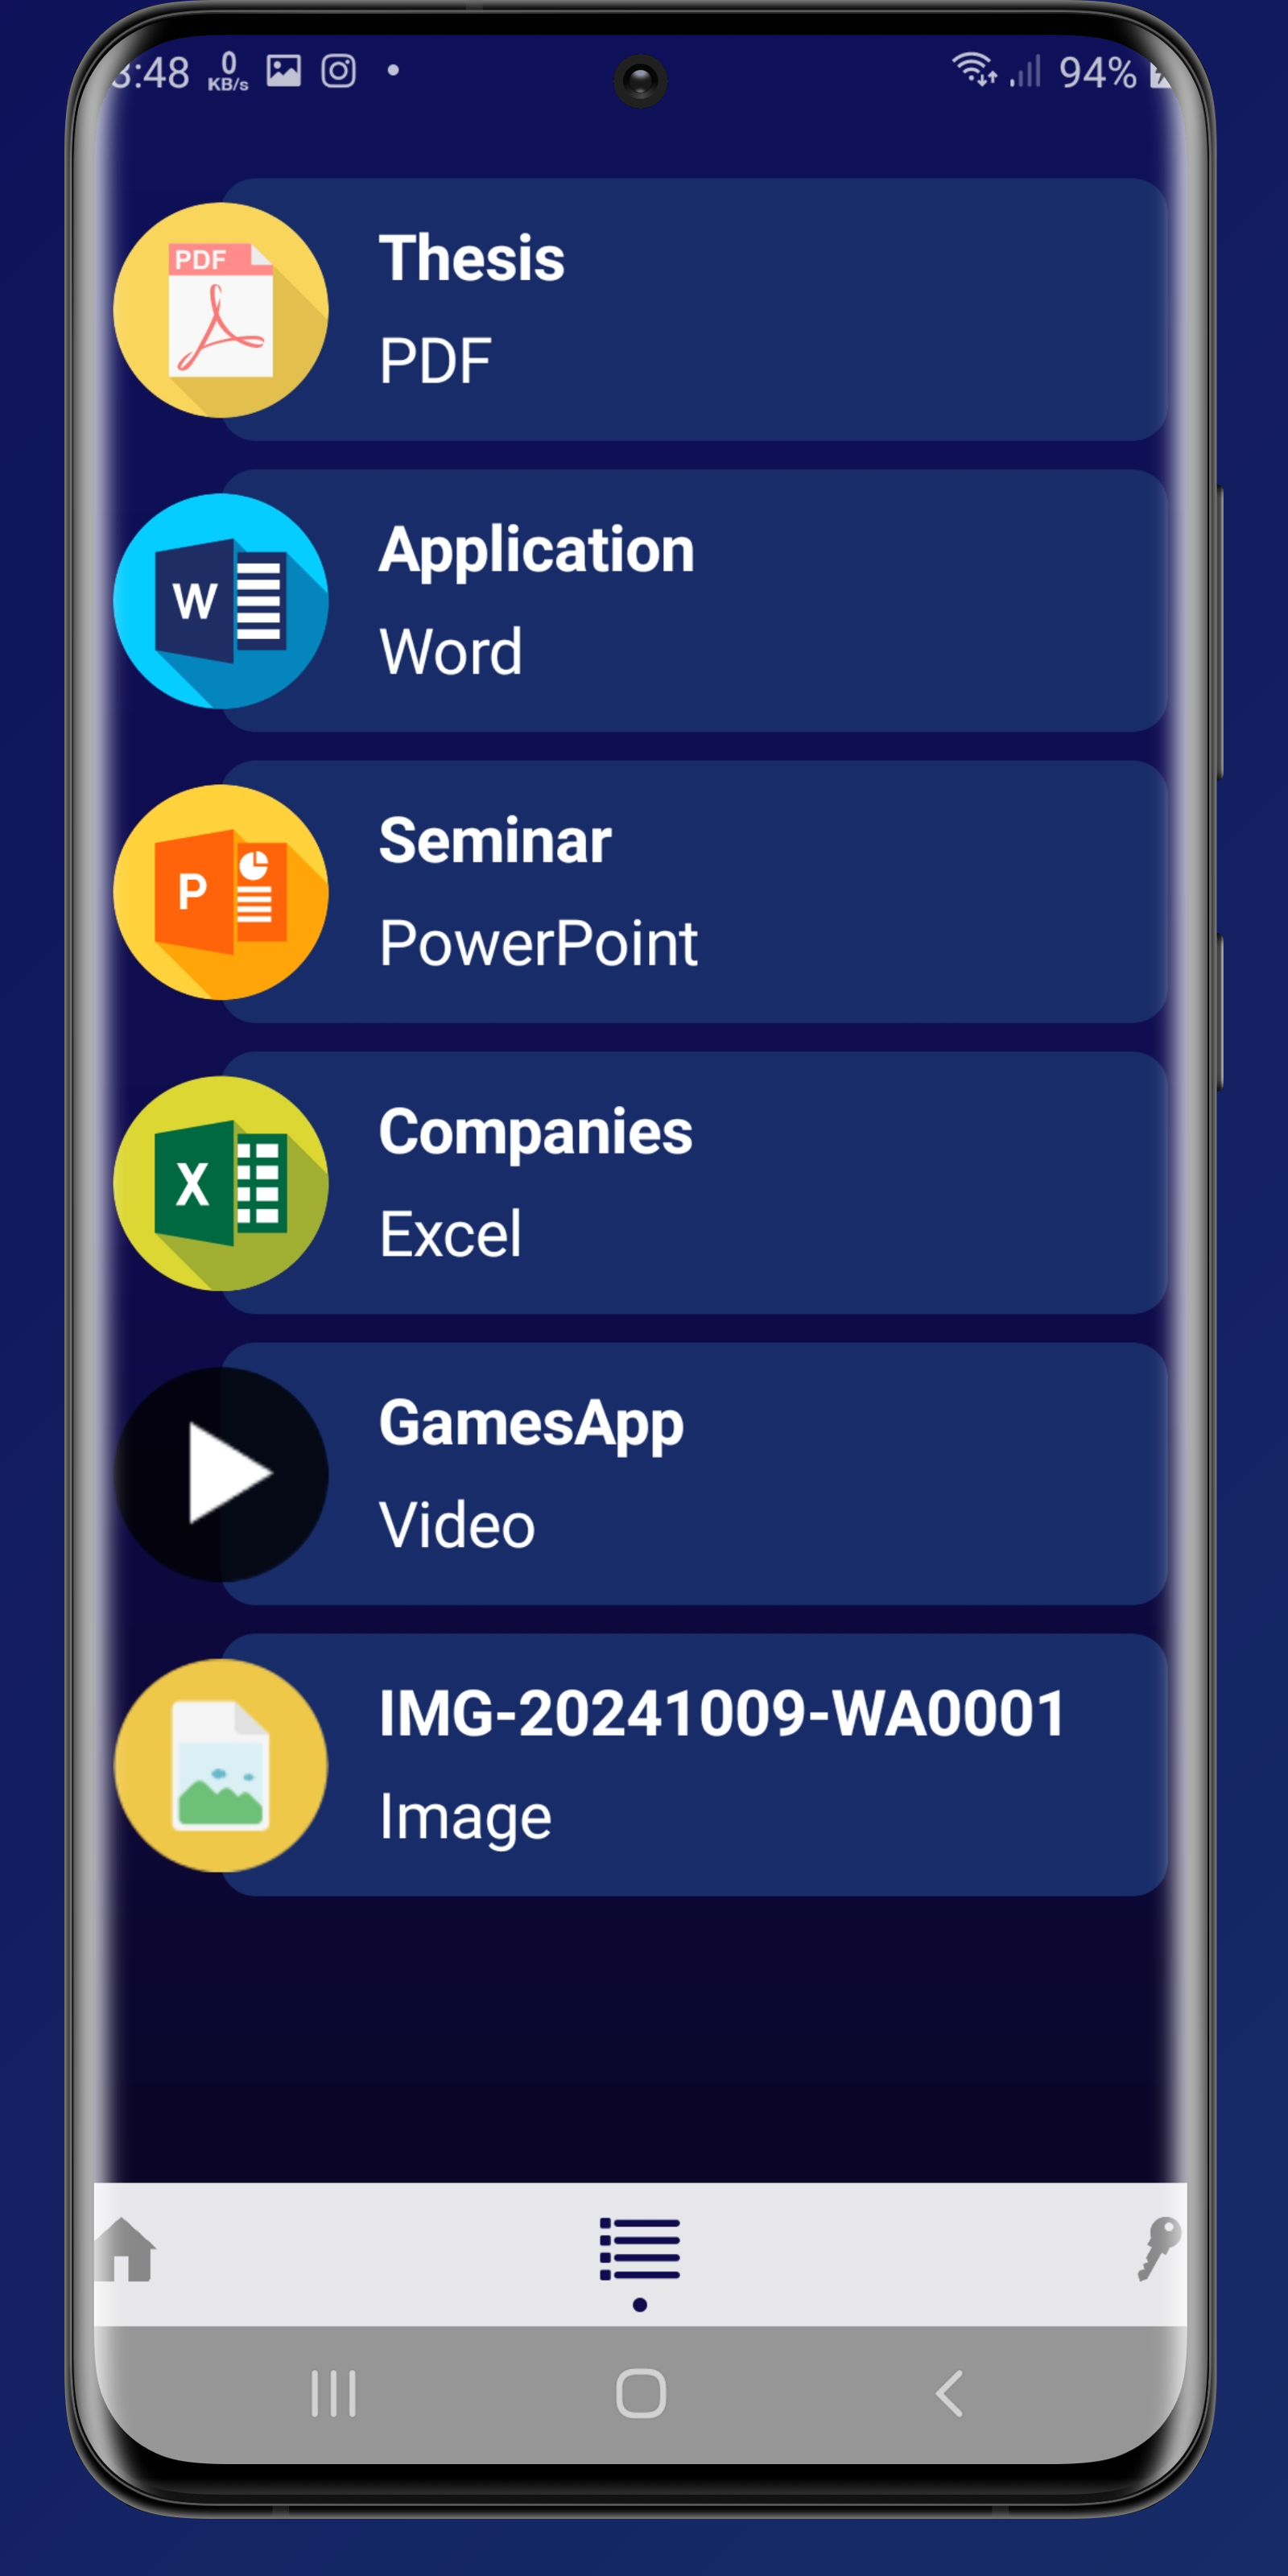 :48 0 KB/s 94%
PDF
Thesis
PDF
W
Application
Word
P
Seminar
PowerPoint
X
Companies
Excel
GamesApp
Video
IMG-20241009-WA0001
Image